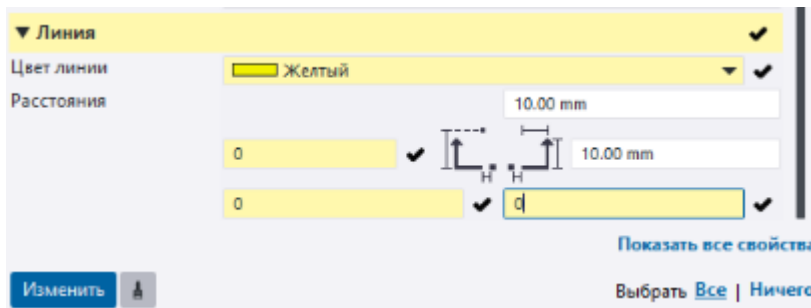 Линия
Цвет линии Желтый
Расстояния 10.00 mm
0 10.00 mm
H H
0 0
Показать все свойства
Изменить Выбрать Все | Ничего